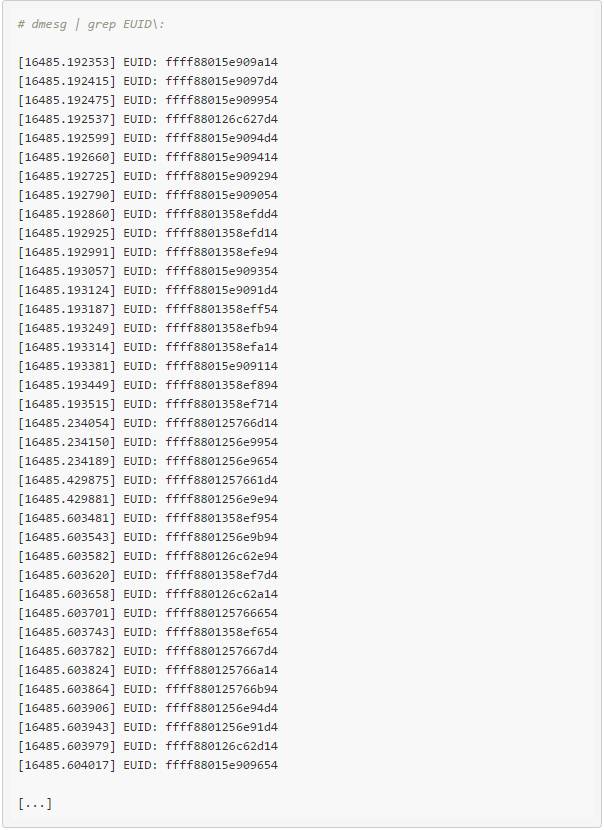 # dmesg | grep EUID\:
[16485.192353] EUID: ffff88015e909a14
[16485.192415] EUID: ffff88015e9097d4
[16485.192475] EUID: ffff88015e909954
[16485.192537] EUID: ffff880126c627d4
[16485.192599] EUID: ffff88015e9094d4
[16485.192660] EUID: ffff88015e909414
[16485.192725] EUID: ffff88015e909294
[16485.192790] EUID: ffff88015e909054
[16485.192860] EUID: ffff8801358efdd4
[16485.192925] EUID: ffff8801358efd14
[16485.192991] EUID: ffff8801358efe94
[16485.193057] EUID: ffff88015e909354
[16485.193124] EUID: ffff88015e9091d4
[16485.193187] EUID: ffff8801358eff54
[16485.193249] EUID: ffff8801358efb94
[16485.193314] EUID: ffff8801358efa14
[16485.193381] EUID: ffff88015e909114
[16485.193449] EUID: ffff8801358ef894
[16485.193515] EUID: ffff8801358ef714
[16485.234054] EUID: ffff880125766d14
[16485.234150] EUID: ffff8801256e9954
[16485.234189] EUID: ffff8801256e9654
[16485.429875] EUID: ffff8801257661d4
[16485.429881] EUID: ffff8801256e9e94
[16485.603481] EUID: ffff8801358ef954
[16485.603543] EUID: ffff8801256e9b94
[16485.603582] EUID: ffff880126c62e94
[16485.603620] EUID: ffff8801358ef7d4
[16485.603658] EUID: ffff880126c62a14
[16485.603701] EUID: ffff880125766654
[16485.603743] EUID: ffff8801358ef654
[16485.603782] EUID: ffff8801257667d4
[16485.603824] EUID: ffff880125766a14
[16485.603864] EUID: ffff880125766b94
[16485.603906] EUID: ffff8801256e94d4
[16485.603943] EUID: ffff8801256e91d4
[16485.603979] EUID: ffff880126c62d14
[16485.604017] EUID: ffff88015e909654
[...]